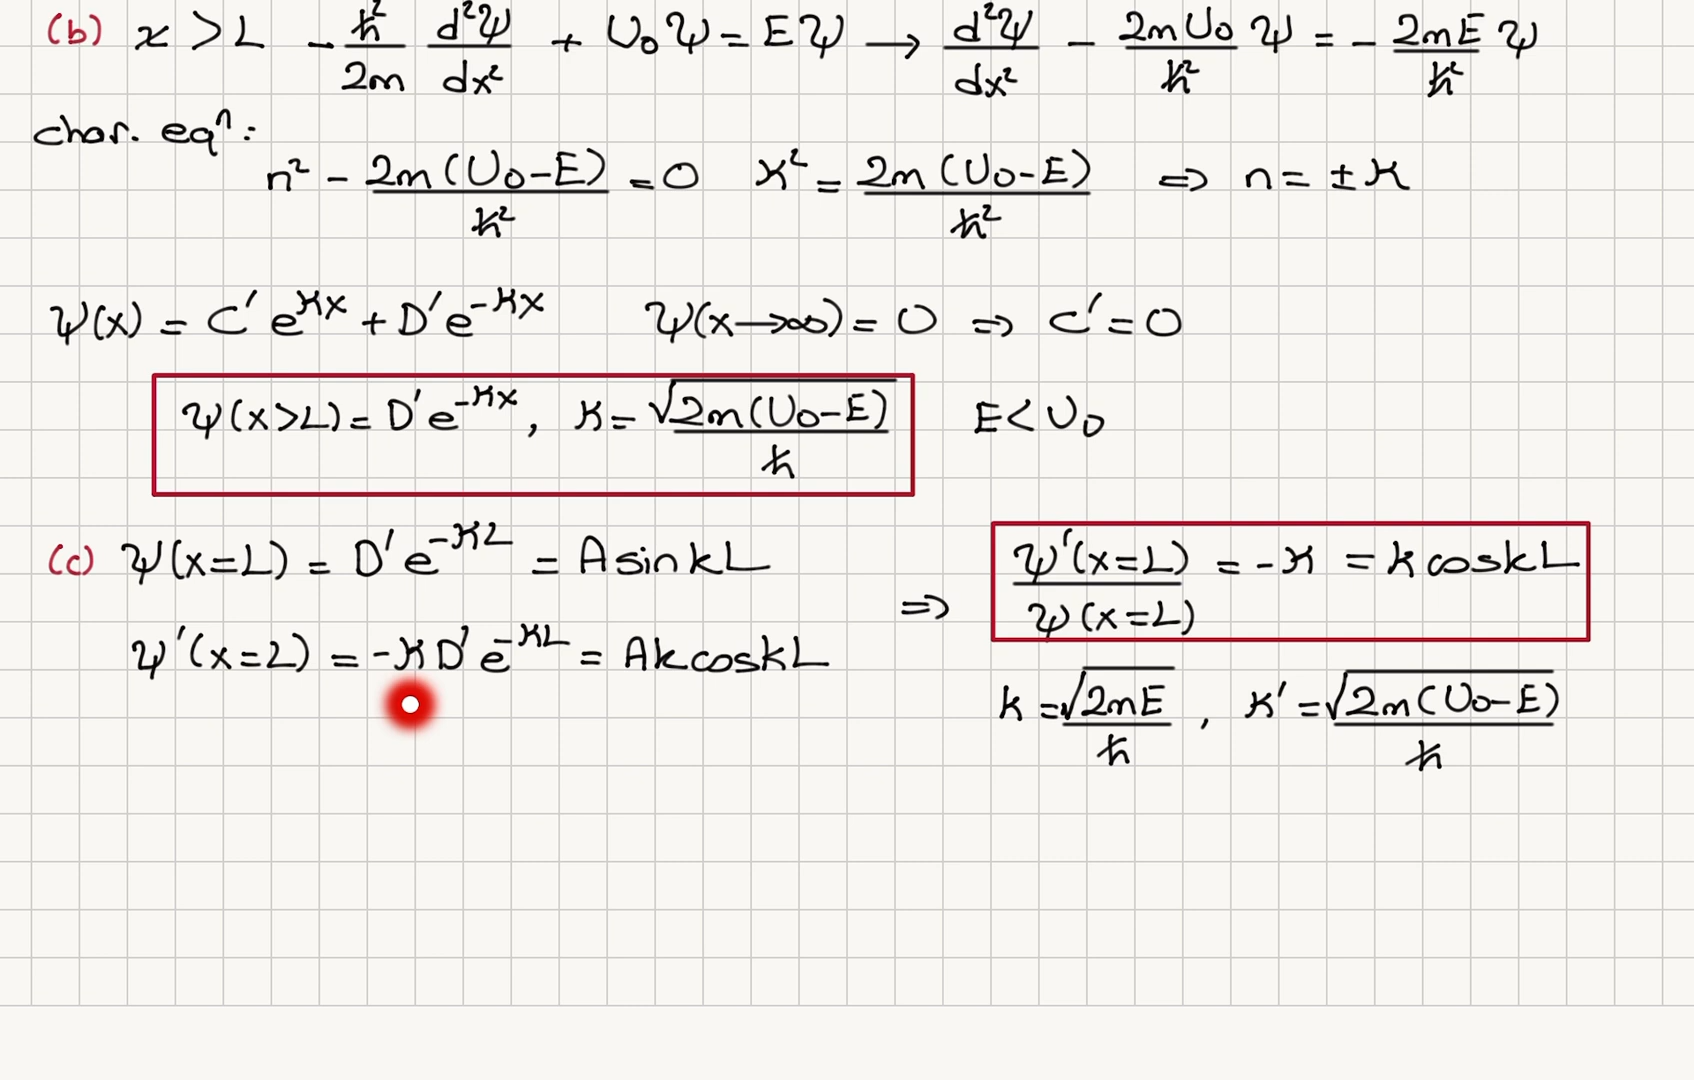 (b) x > L  -ħ²/2m d²ψ/dx² + U₀ψ = Eψ → d²ψ/dx² - 2mU₀/ħ² ψ = - 2mE/ħ² ψ
char. eqⁿ:
n² - 2m(U₀-E)/ħ² = 0  κ² = 2m(U₀-E)/ħ² ⇒ n = ±κ
ψ(x) = C′e^{κx} + D′e^{-κx}  ψ(x→∞) = 0 ⇒ C′ = 0
ψ(x>L) = D′e^{-κx}, κ = √2m(U₀-E)/ħ  E < U₀
(c) ψ(x=L) = D′e^{-κL} = A sin kL
ψ′(x=L) = -κD′e^{-κL} = Ak cos kL
⇒ ψ′(x=L)/ψ(x=L) = -κ = k cos kL
k = √2mE/ħ, κ′ = √2m(U₀-E)/ħ